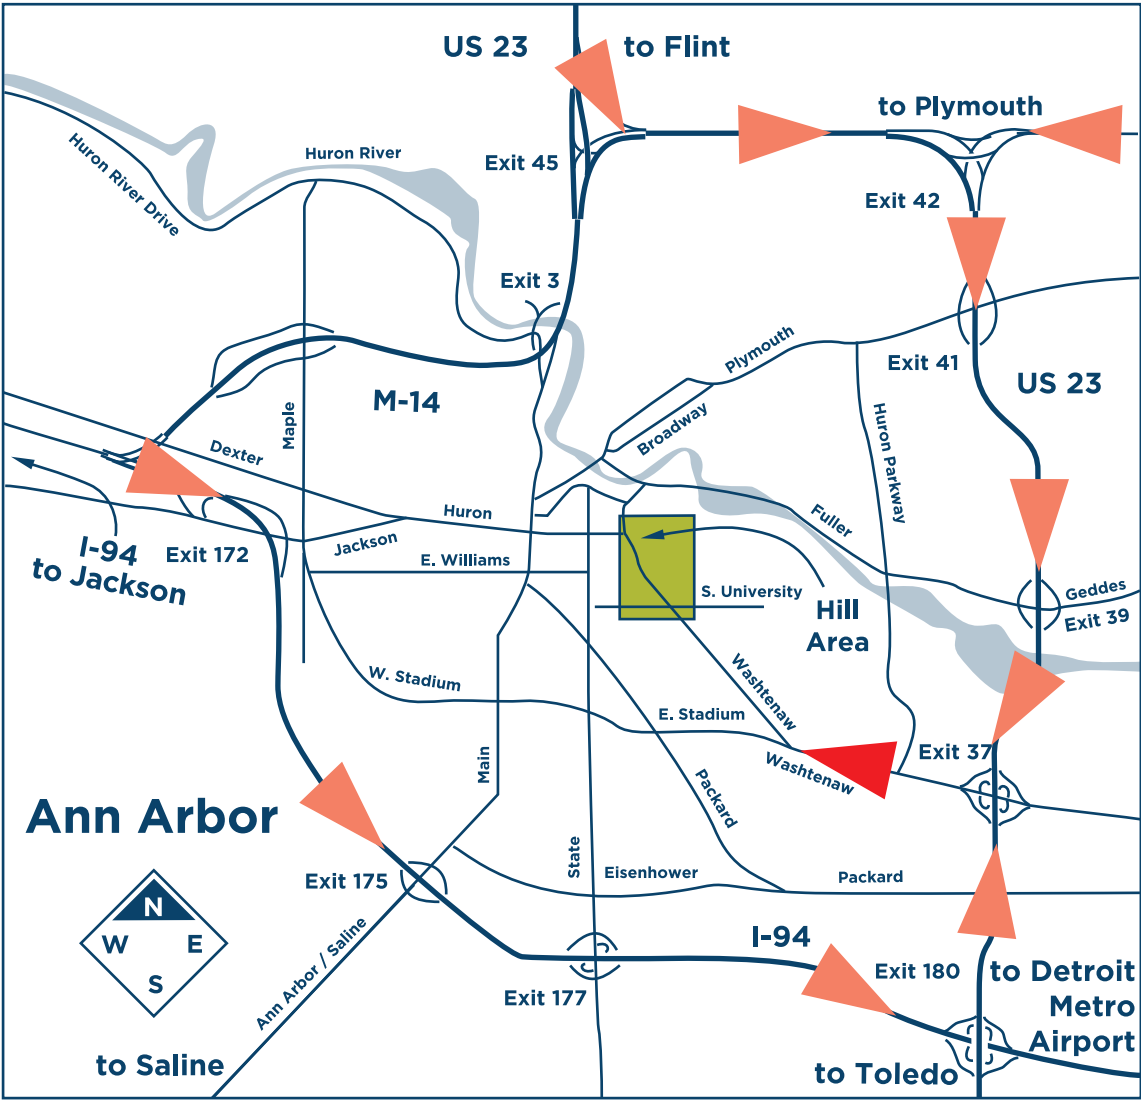 US 23
to Flint
to Plymouth
Huron River
Exit 45
Huron River Drive
Exit 42
Exit 3
Plymouth
Exit 41
US 23
M-14
Maple
Broadway
Huron Parkway
Dexter
Huron
Fuller
I-94
to Jackson
Exit 172
Jackson
E. Williams
S. University
Hill
Area
Geddes
Exit 39
W. Stadium
Washtenaw
E. Stadium
Main
Washtenaw
Exit 37
Packard
Ann Arbor
State
Exit 175
Eisenhower
Packard
N
W E
S
Ann Arbor / Saline
I-94
Exit 180
to Detroit
Metro
Airport
Exit 177
to Saline
to Toledo